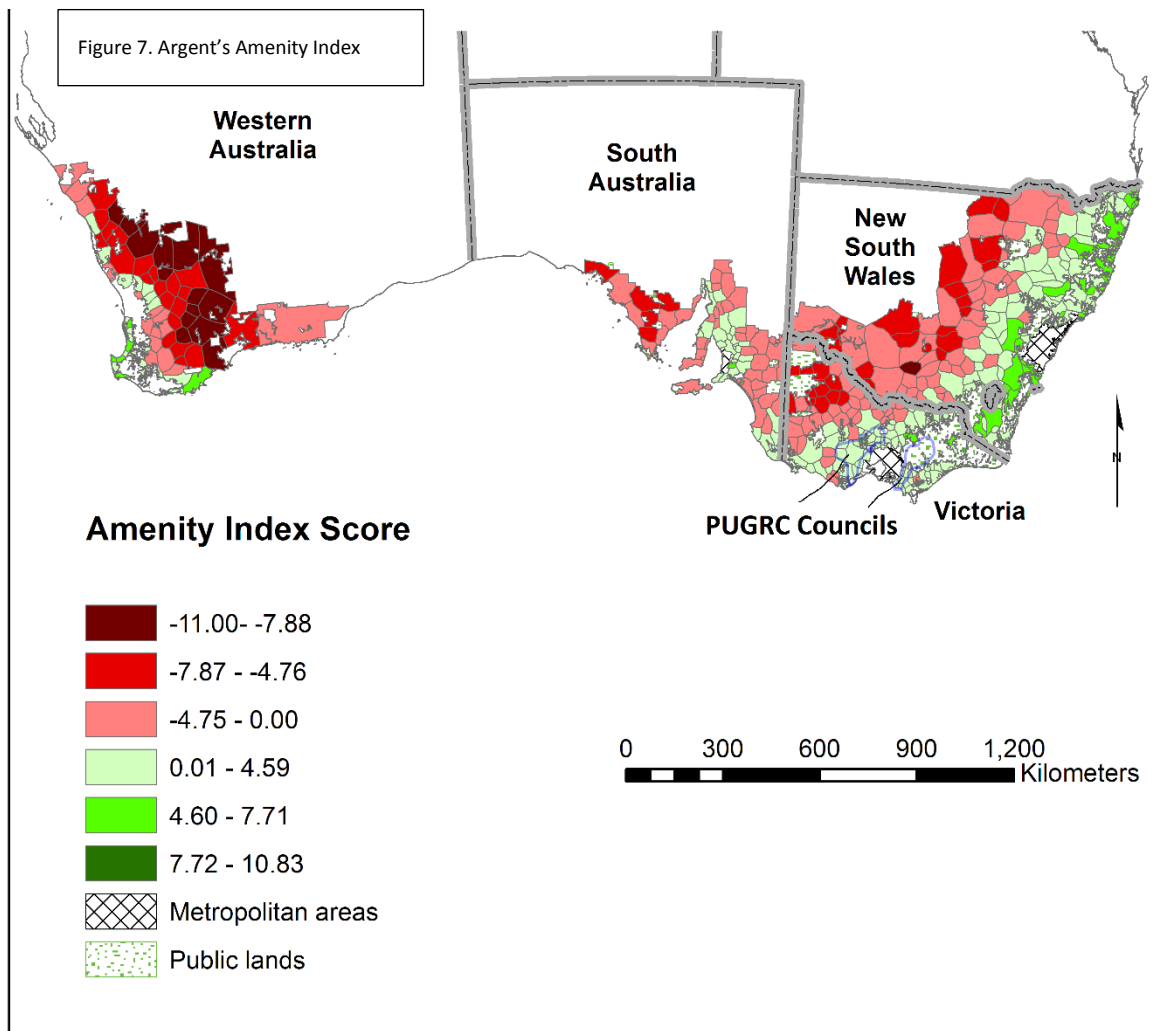 Figure 7. Argent's Amenity Index
Western
Australia
South
Australia
New
South
Wales
N
PUGRC Councils
Victoria
Amenity Index Score
-11.00- -7.88
-7.87 - -4.76
-4.75 - 0.00
0.01 - 4.59
4.60 - 7.71
7.72 - 10.83
Metropolitan areas
Public lands
0 300 600 900 1,200
Kilometers